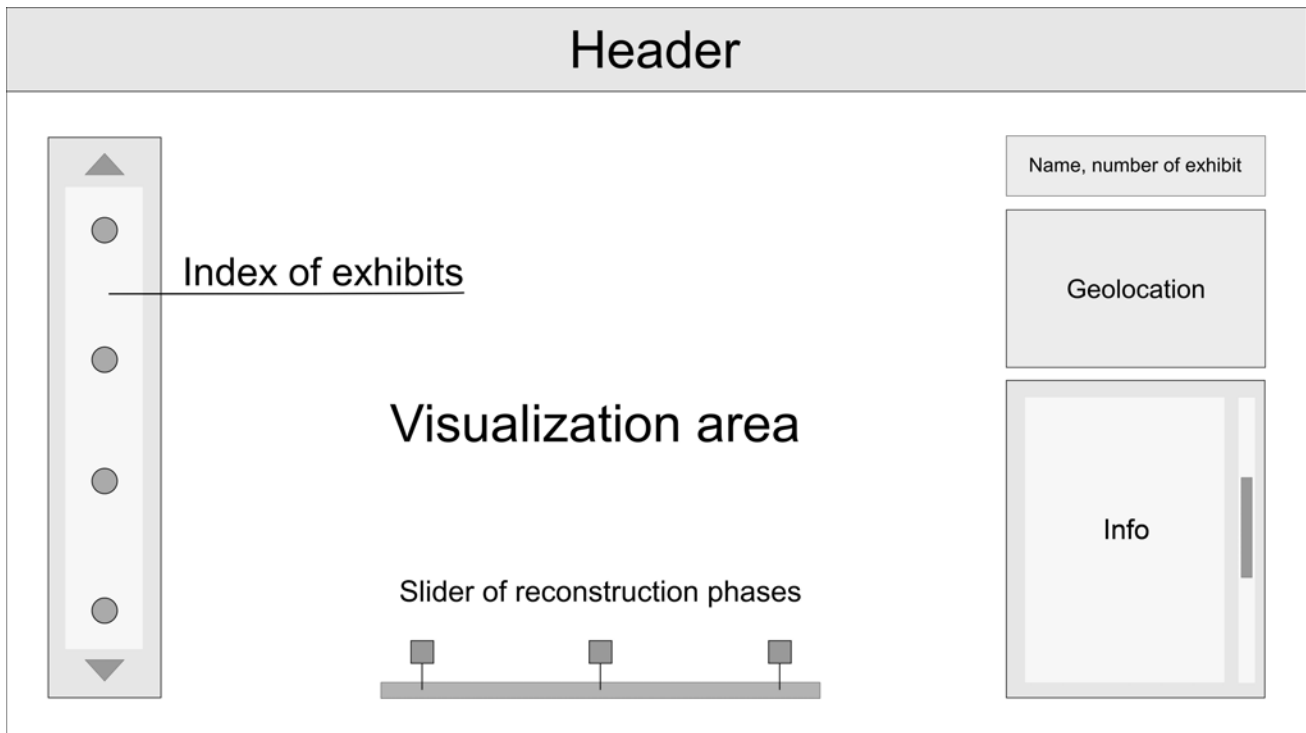 Header
Name, number of exhibit
Index of exhibits
Geolocation
Visualization area
Info
Slider of reconstruction phases